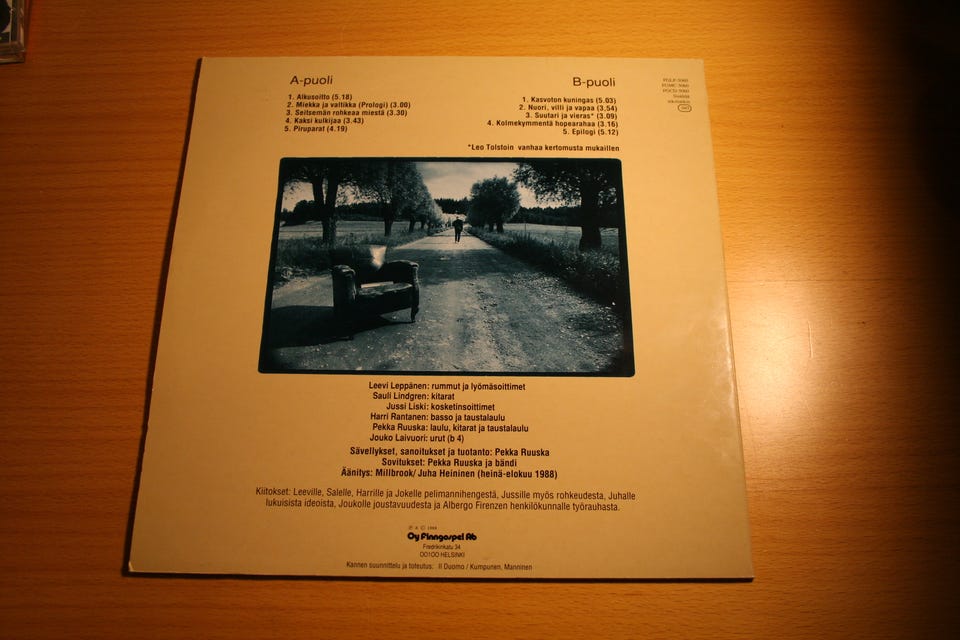 A-puoli
1. Alkusoitto (5.18)
2. Miekka ja valtikka (Prologi) (3.00)
3. Seitsemän rohkeaa miestä (3.30)
4. Kaksi kulkijaa (3.43)
5. Piruparat (4.19)
B-puoli
1. Kasvoton kuningas (5.03)
2. Nuori, villi ja vapaa (3,54)
3. Suutari ja vieras* (3.09)
4. Kolmekymmentä hopearahaa (3.16)
5. Epilogi (5.12)
*Leo Tolstoin vanhaa kertomusta mukaillen
Leevi Leppänen: rummut ja lyömäsoittimet
Sauli Lindgren: kitarat
Jussi Liski: kosketinsoittimet
Harri Rantanen: basso ja taustalaulu
Pekka Ruuska: laulu, kitarat ja taustalaulu
Jouko Laivuori: urut (b 4)
Sävellykset, sanoitukset ja tuotanto: Pekka Ruuska
Sovitukset: Pekka Ruuska ja bändi
Äänitys: Millbrook/ Juha Heininen (heinä-elokuu 1988)
Kiitokset: Leeville, Salelle, Harrille ja Jokelle pelimannihengestä, Jussille myös rohkeudesta, Juhalle
lukuisista ideoista, Joukolle joustavuudesta ja Albergo Firenzen henkilökunnalle työrauhasta.
℗ & © 1988
Oy Finngospel Ab
Fredrikinkatu 34
00100 HELSINKI
Kannen suunnittelu ja toteutus: Il Duomo / Kumpunen, Manninen